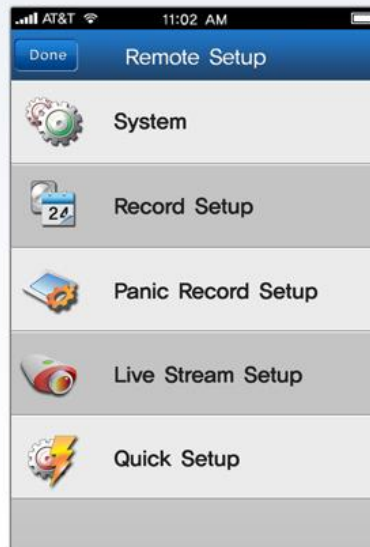 AT&T 11:02 AM
Done Remote Setup
System
24 Record Setup
Panic Record Setup
Live Stream Setup
Quick Setup